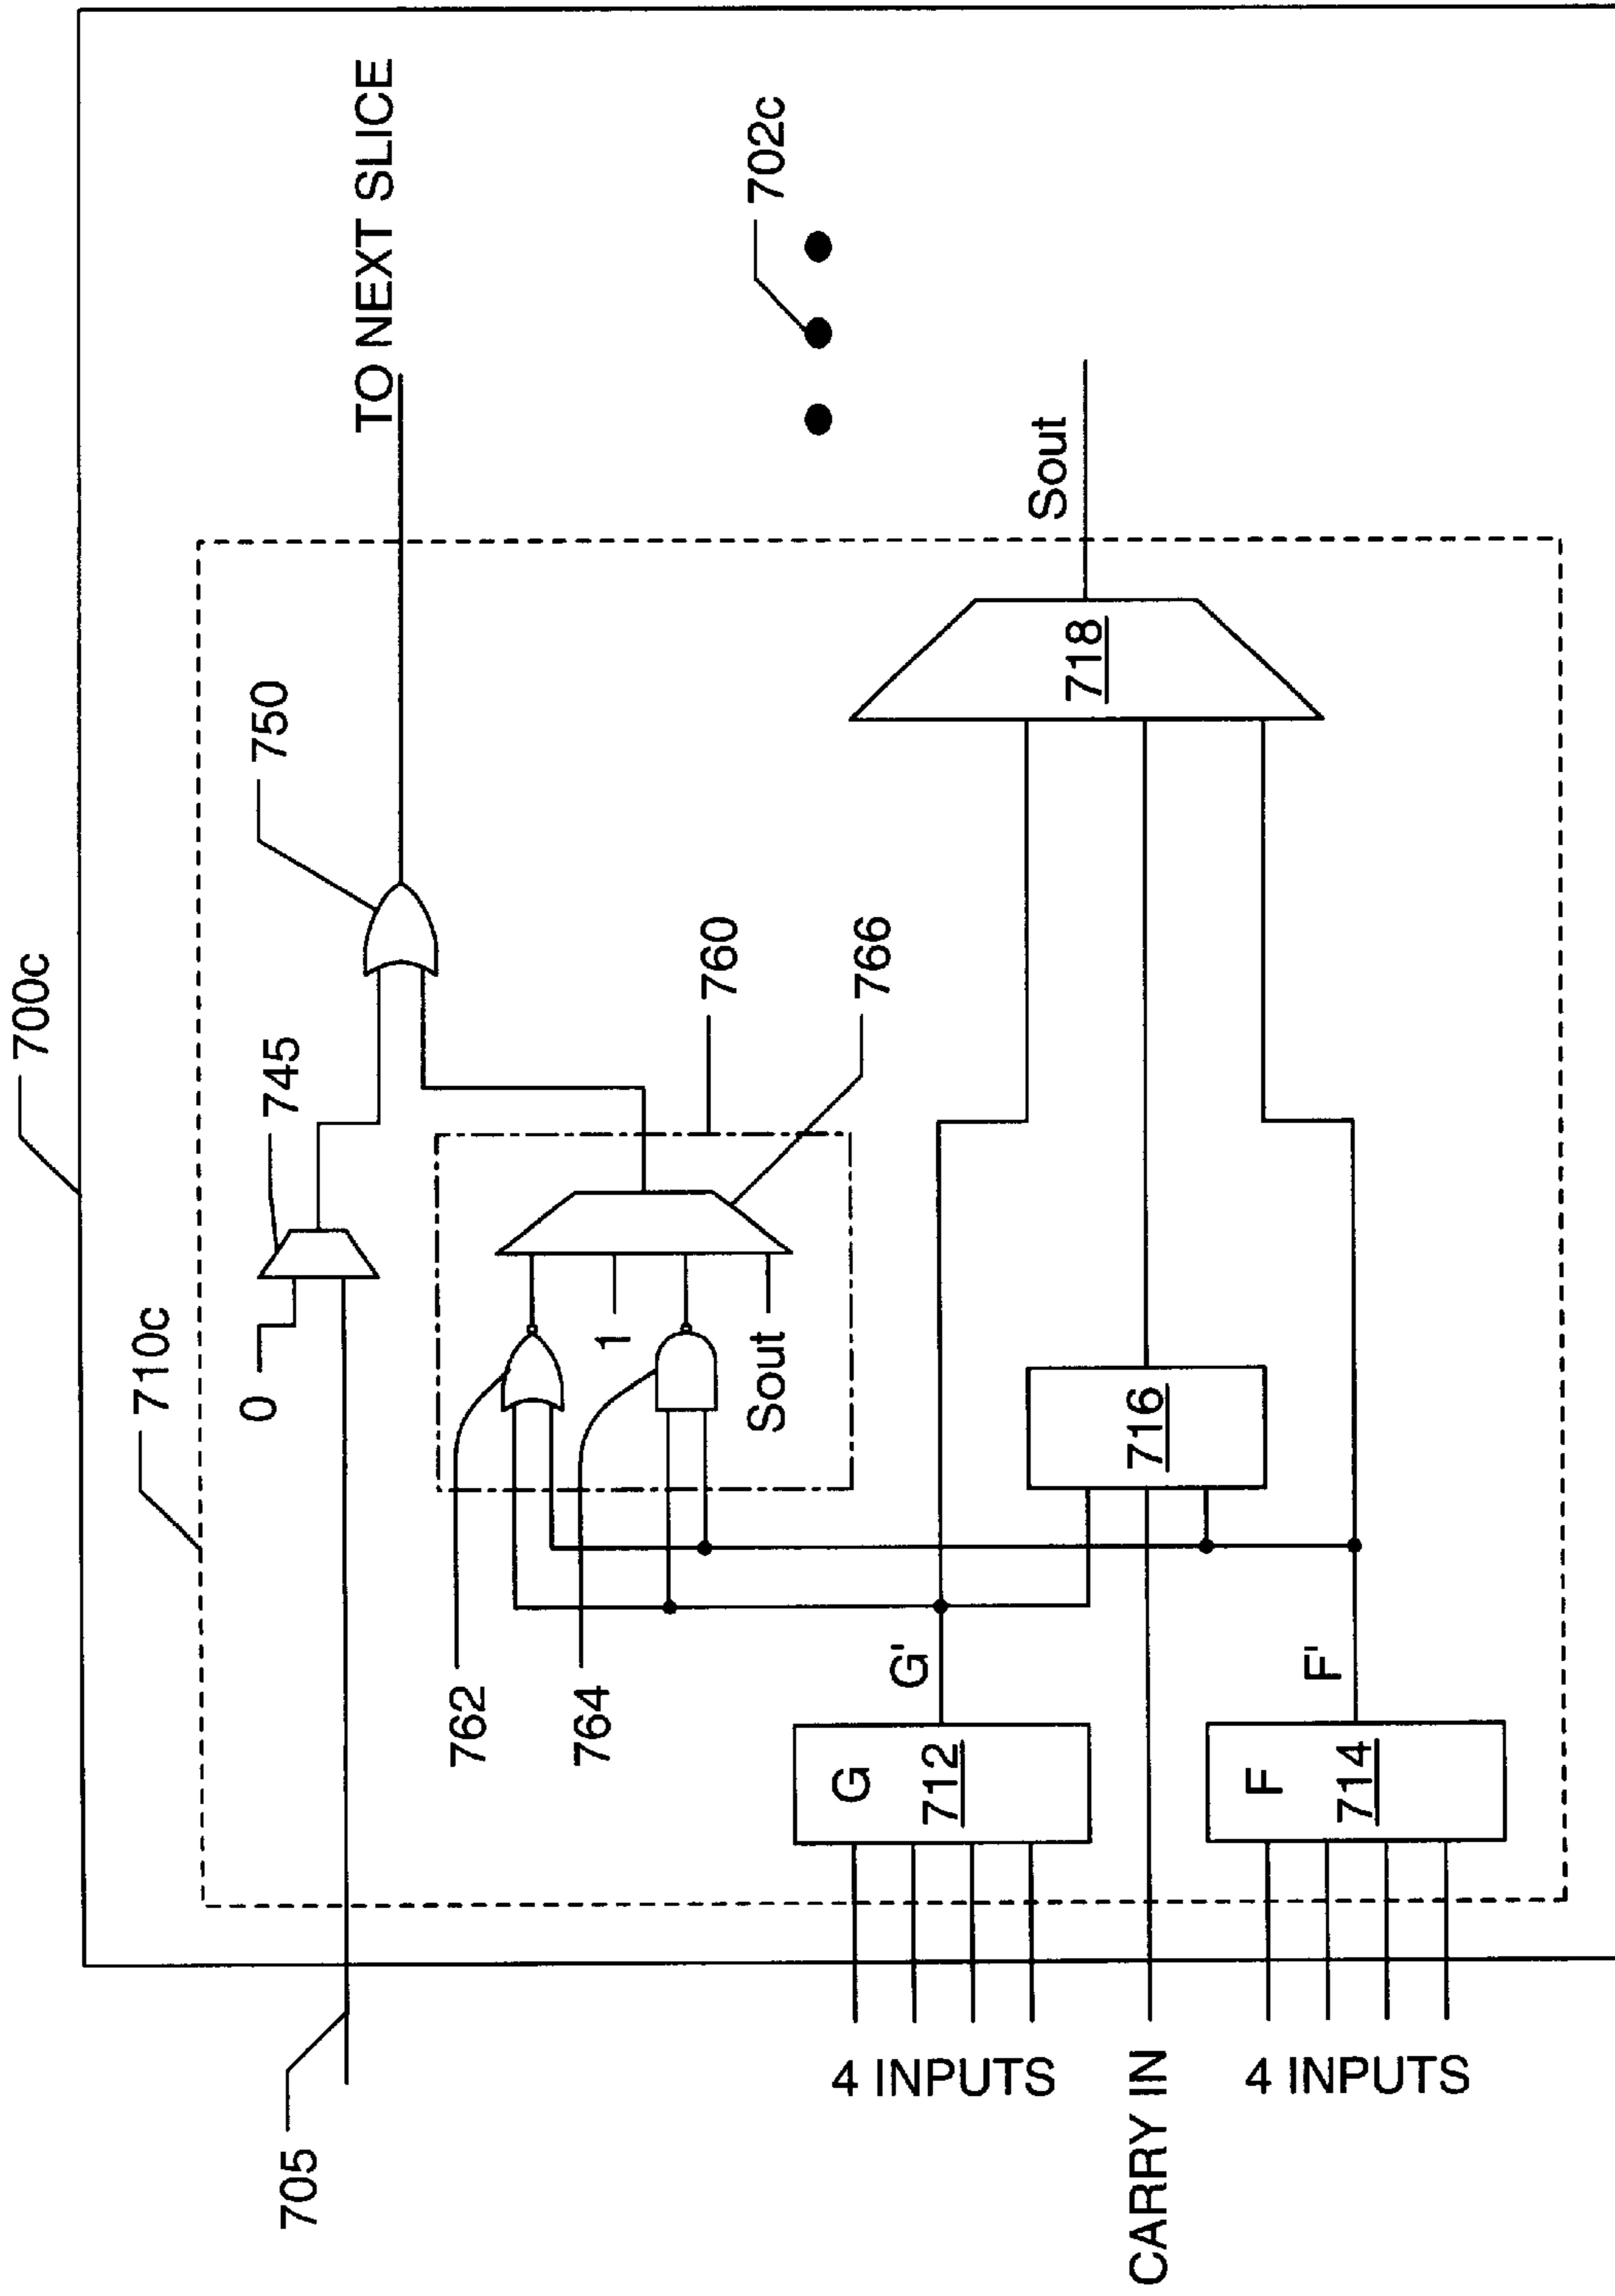 700c
710c
705
0
745
750
TO NEXT SLICE
762
764
1
Sout
760
766
702c
4 INPUTS
G
712
G'
CARRY IN
716
718
Sout
4 INPUTS
F
714
F'